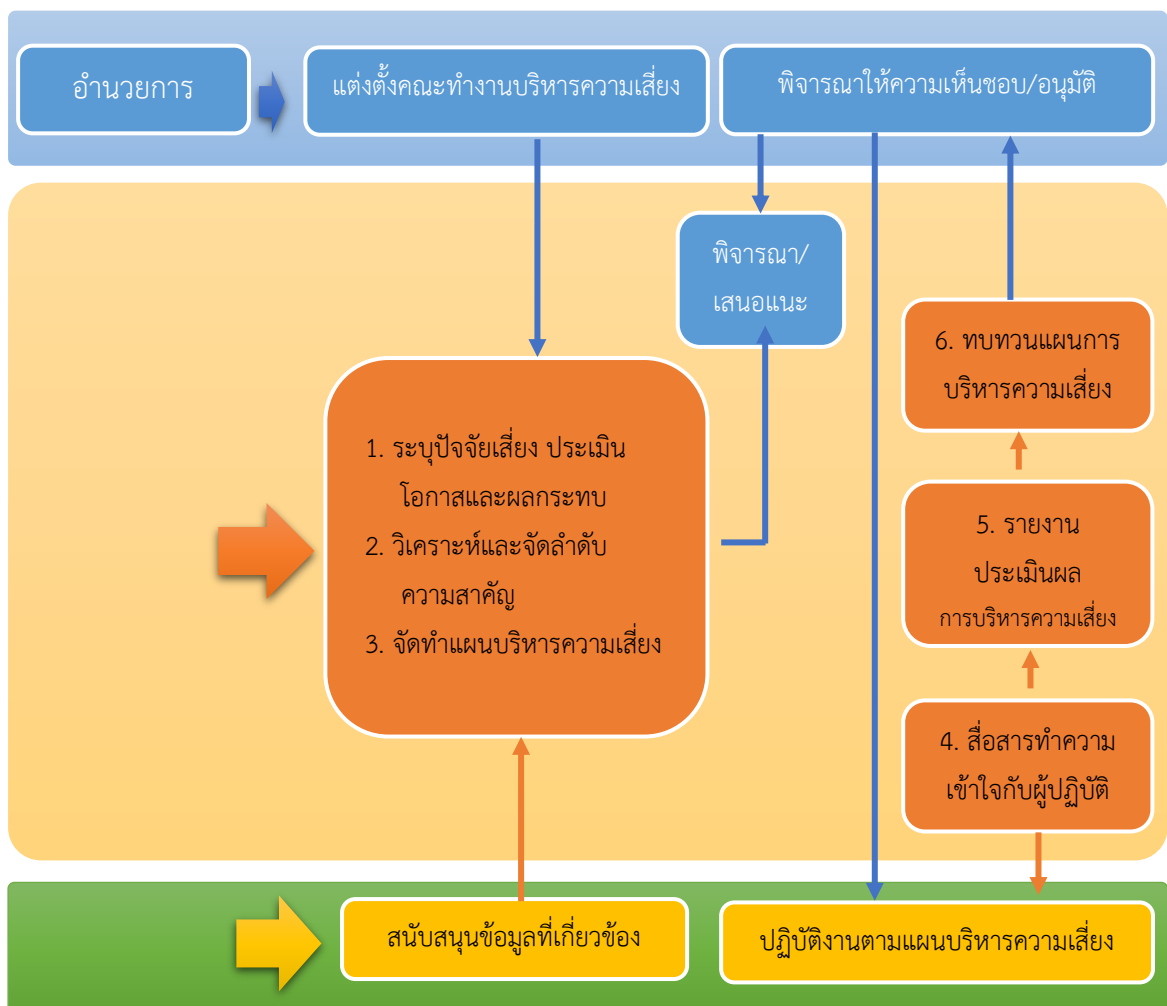 อำนวยการ
แต่งตั้งคณะทำงานบริหารความเสี่ยง
พิจารณาให้ความเห็นชอบ/อนุมัติ
พิจารณา/
เสนอแนะ
1. ระบุปัจจัยเสี่ยง ประเมิน
โอกาสและผลกระทบ
2. วิเคราะห์และจัดลำดับ
ความสาคัญ
3. จัดทำแผนบริหารความเสี่ยง
6. ทบทวนแผนการ
บริหารความเสี่ยง
5. รายงาน
ประเมินผล
การบริหารความเสี่ยง
4. สื่อสารทำความ
เข้าใจกับผู้ปฏิบัติ
สนับสนุนข้อมูลที่เกี่ยวข้อง
ปฏิบัติงานตามแผนบริหารความเสี่ยง